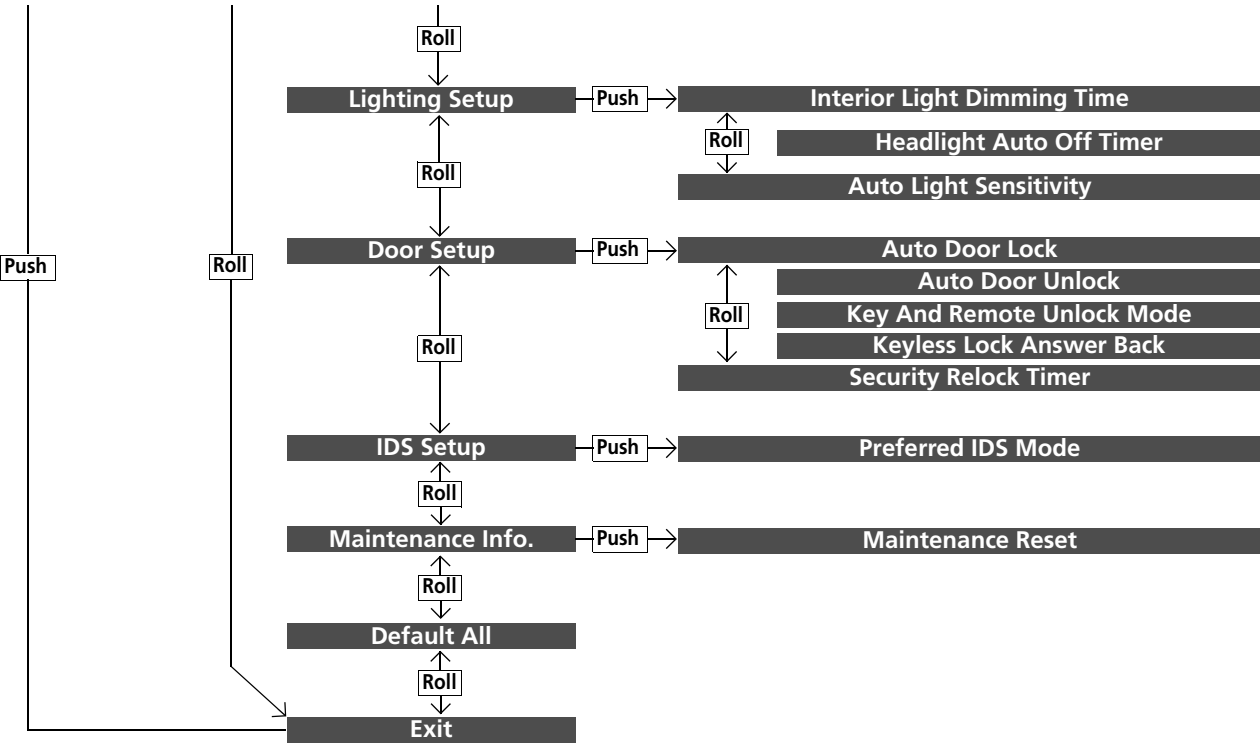 Roll
Lighting Setup Push Interior Light Dimming Time
Roll Headlight Auto Off Timer
Roll
Auto Light Sensitivity
Door Setup Push Auto Door Lock
Push Roll
Auto Door Unlock
Roll Key And Remote Unlock Mode
Roll Keyless Lock Answer Back
Security Relock Timer
IDS Setup Push Preferred IDS Mode
Roll
Maintenance Info. Push Maintenance Reset
Roll
Default All
Roll
Exit